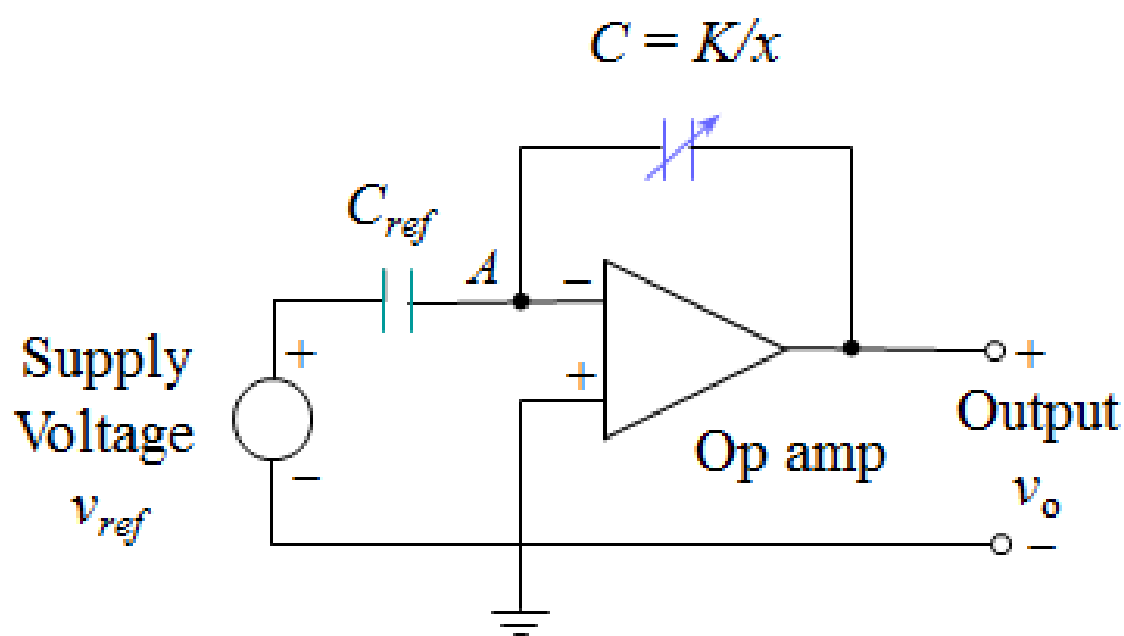 C = K/x
C_ref
A
−
+
+
Supply
Voltage
v_ref
−
Op amp
+
Output
v_o
−